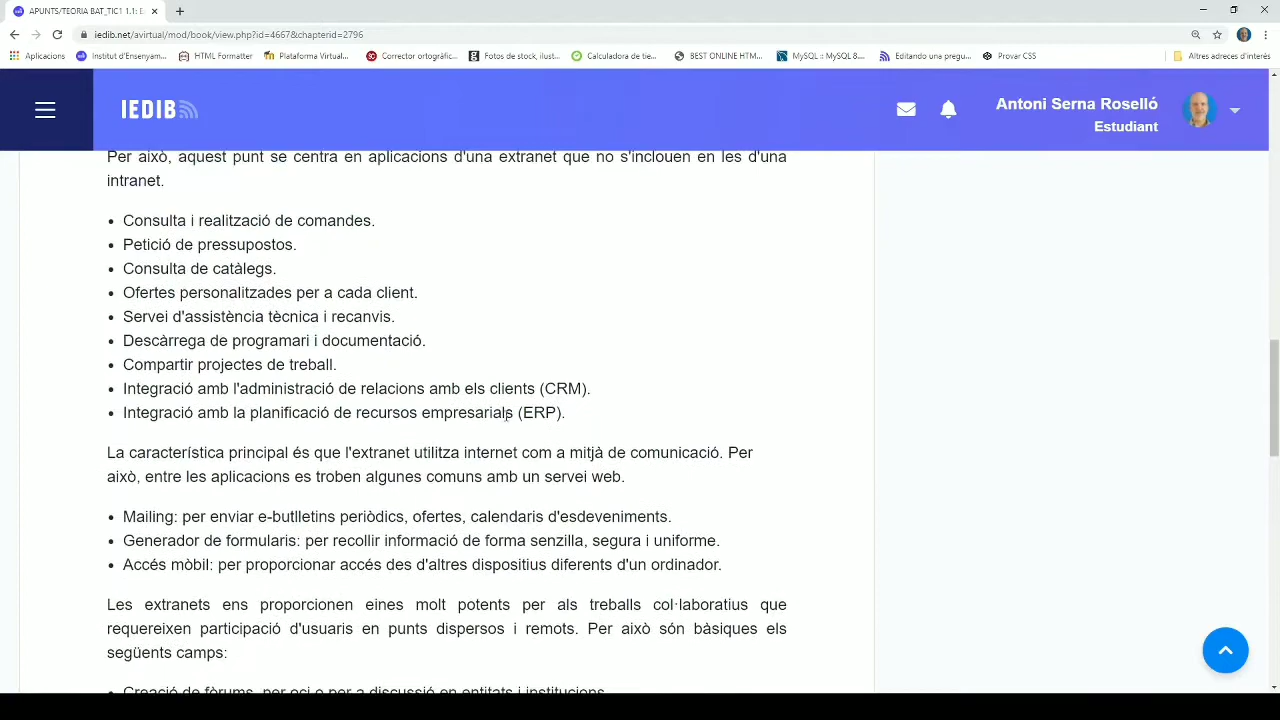 APUNTS/TEORIA BAT_TIC1 1.1: E
iedib.net/avirtual/mod/book/view.php?id=4667&chapterid=2796
Aplicacions
Institut d'Ensenyam...
HTML Formatter
Plataforma Virtual...
Corrector ortogràfic...
Fotos de stock, ilust...
Calculadora de tie...
BEST ONLINE HTM...
MySQL :: MySQL 8....
Editando una pregu...
Provar CSS
Altres adreces d'interès
IEDIB
Antoni Serna Roselló
Estudiant
Per això, aquest punt se centra en aplicacions d'una extranet que no s'inclouen en les d'una
intranet.
• Consulta i realització de comandes.
• Petició de pressupostos.
• Consulta de catàlegs.
• Ofertes personalitzades per a cada client.
• Servei d'assistència tècnica i recanvis.
• Descàrrega de programari i documentació.
• Compartir projectes de treball.
• Integració amb l'administració de relacions amb els clients (CRM).
• Integració amb la planificació de recursos empresarials (ERP).
La característica principal és que l'extranet utilitza internet com a mitjà de comunicació. Per
això, entre les aplicacions es troben algunes comuns amb un servei web.
• Mailing: per enviar e-butlletins periòdics, ofertes, calendaris d'esdeveniments.
• Generador de formularis: per recollir informació de forma senzilla, segura i uniforme.
• Accés mòbil: per proporcionar accés des d'altres dispositius diferents d'un ordinador.
Les extranets ens proporcionen eines molt potents per als treballs col·laboratius que
requereixen participació d'usuaris en punts dispersos i remots. Per això són bàsiques els
següents camps:
• Creació de fòrums, per oci o per a discussió en entitats i institucions.